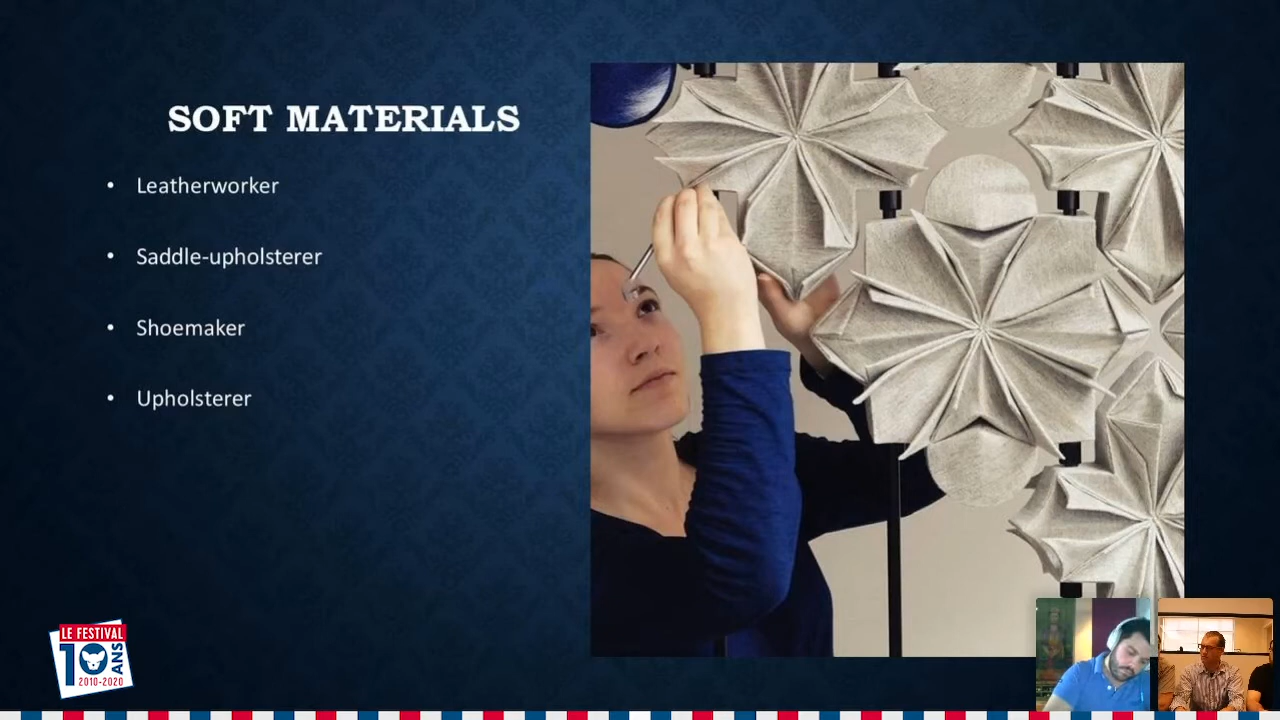 SOFT MATERIALS
• Leatherworker
• Saddle-upholsterer
• Shoemaker
• Upholsterer
LE FESTIVAL
10 ANS
2010-2020